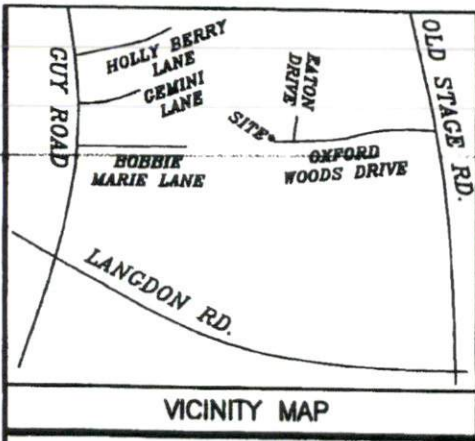 GUY ROAD
HOLLY BERRY
LANE
GEMINI
LANE
BOBBIE
MARIE LANE
EATON
DRIVE
SITE
OXFORD
WOODS DRIVE
OLD STAGE RD.
LANGDON RD.
VICINITY MAP